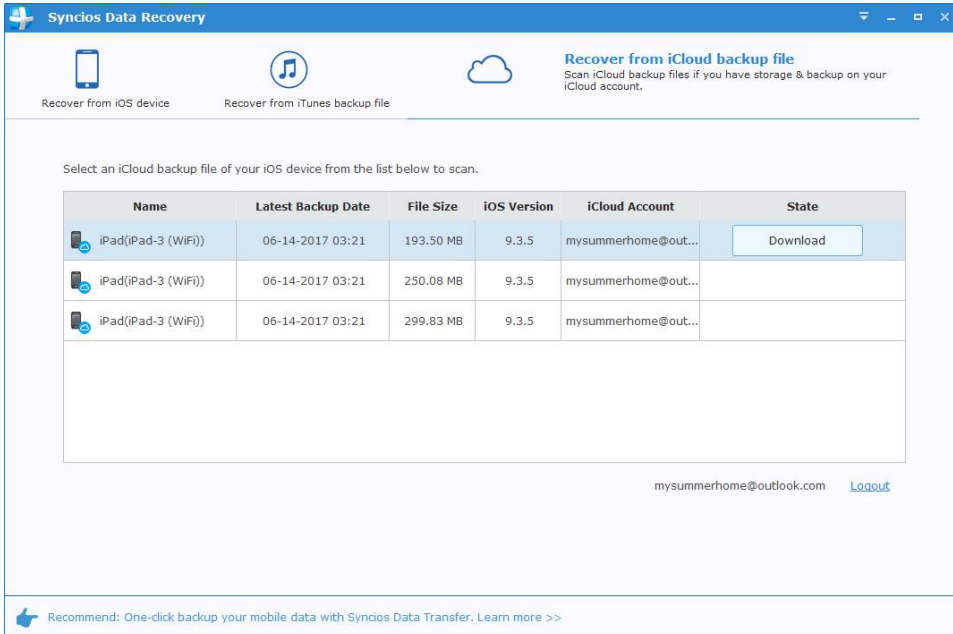 Syncios Data Recovery
Recover from iOS device
Recover from iTunes backup file
Recover from iCloud backup file
Scan iCloud backup files if you have storage & backup on your
iCloud account.
Select an iCloud backup file of your iOS device from the list below to scan.
Name Latest Backup Date File Size iOS Version iCloud Account State
iPad(iPad-3 (WiFi)) 06-14-2017 03:21 193.50 MB 9.3.5 mysummerhome@out... Download
iPad(iPad-3 (WiFi)) 06-14-2017 03:21 250.08 MB 9.3.5 mysummerhome@out...
iPad(iPad-3 (WiFi)) 06-14-2017 03:21 299.83 MB 9.3.5 mysummerhome@out...
mysummerhome@outlook.com Logout
Recommend: One-click backup your mobile data with Syncios Data Transfer. Learn more >>